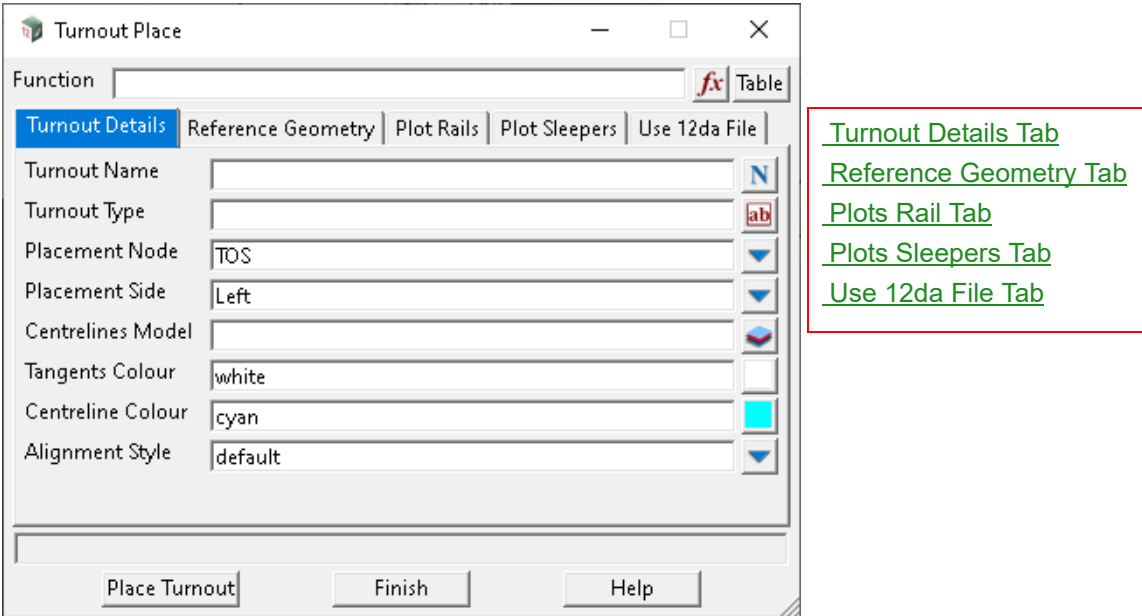 Turnout Place
Function
fx Table
Turnout Details Reference Geometry Plot Rails Plot Sleepers Use 12da File
Turnout Name N
Turnout Type ab
Placement Node TOS
Placement Side Left
Centrelines Model
Tangents Colour white
Centreline Colour cyan
Alignment Style default
Place Turnout Finish Help
Turnout Details Tab
Reference Geometry Tab
Plots Rail Tab
Plots Sleepers Tab
Use 12da File Tab